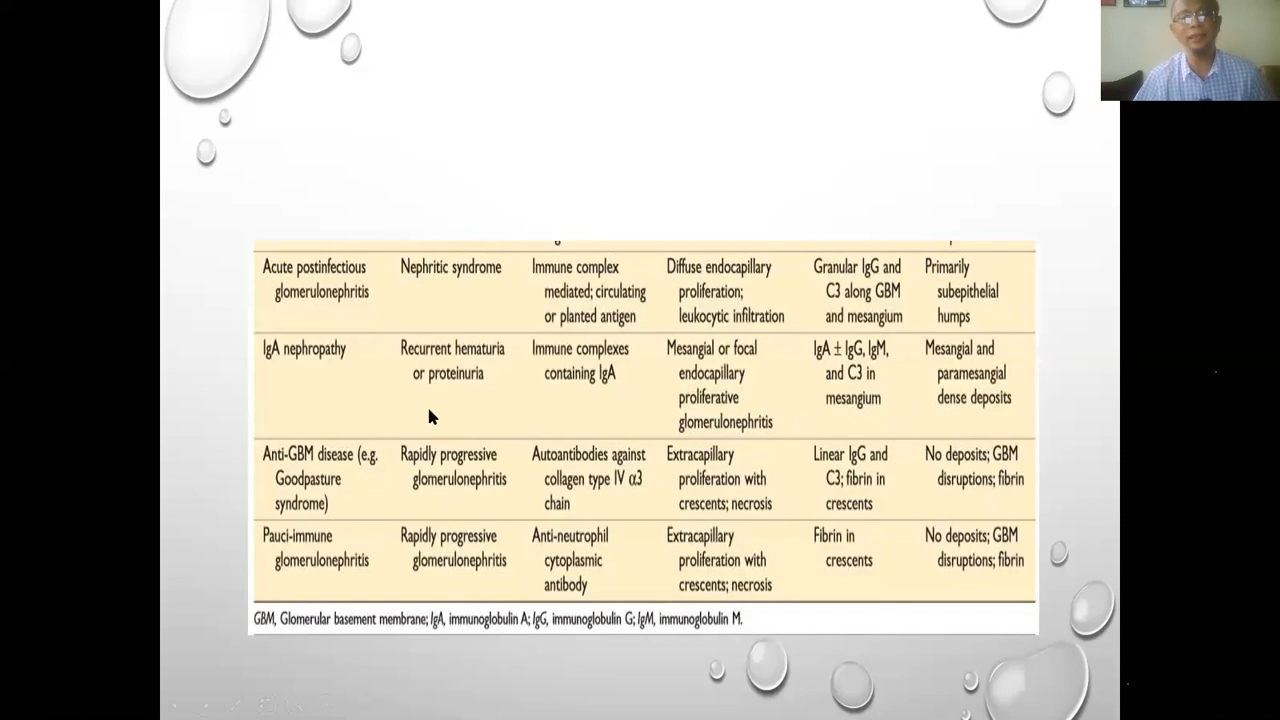 Acute postinfectious glomerulonephritis
Nephritic syndrome
Immune complex mediated; circulating or planted antigen
Diffuse endocapillary proliferation; leukocytic infiltration
Granular IgG and C3 along GBM and mesangium
Primarily subepithelial humps
IgA nephropathy
Recurrent hematuria or proteinuria
Immune complexes containing IgA
Mesangial or focal endocapillary proliferative glomerulonephritis
IgA ± IgG, IgM, and C3 in mesangium
Mesangial and paramesangial dense deposits
Anti-GBM disease (e.g. Goodpasture syndrome)
Rapidly progressive glomerulonephritis
Autoantibodies against collagen type IV α3 chain
Extracapillary proliferation with crescents; necrosis
Linear IgG and C3; fibrin in crescents
No deposits; GBM disruptions; fibrin
Pauci-immune glomerulonephritis
Rapidly progressive glomerulonephritis
Anti-neutrophil cytoplasmic antibody
Extracapillary proliferation with crescents; necrosis
Fibrin in crescents
No deposits; GBM disruptions; fibrin
GBM, Glomerular basement membrane; IgA, immunoglobulin A; IgG, immunoglobulin G; IgM, immunoglobulin M.